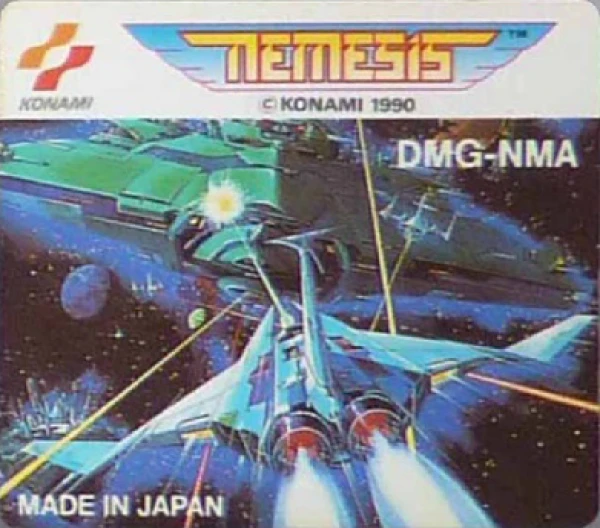 NEMESIS TM
KONAMI
© KONAMI 1990
DMG-NMA
MADE IN JAPAN